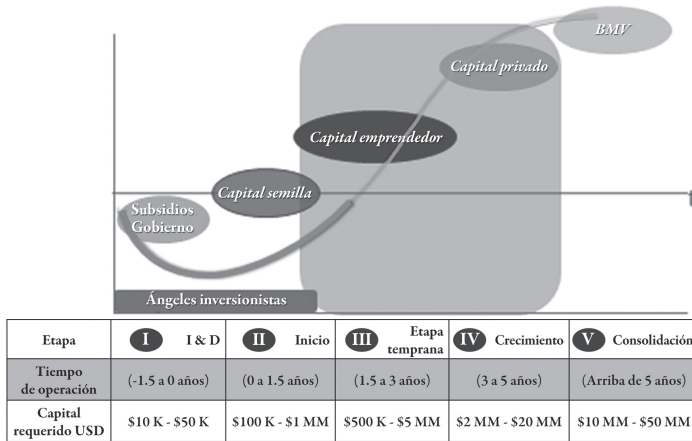 BMV
Capital privado
Capital emprendedor
Capital semilla
Subsidios
Gobierno
Ángeles inversionistas
Etapa I I & D II Inicio III Etapa temprana IV Crecimiento V Consolidación
Tiempo de operación (-1.5 a 0 años) (0 a 1.5 años) (1.5 a 3 años) (3 a 5 años) (Arriba de 5 años)
Capital requerido USD $10 K - $50 K $100 K - $1 MM $500 K - $5 MM $2 MM - $20 MM $10 MM - $50 MM